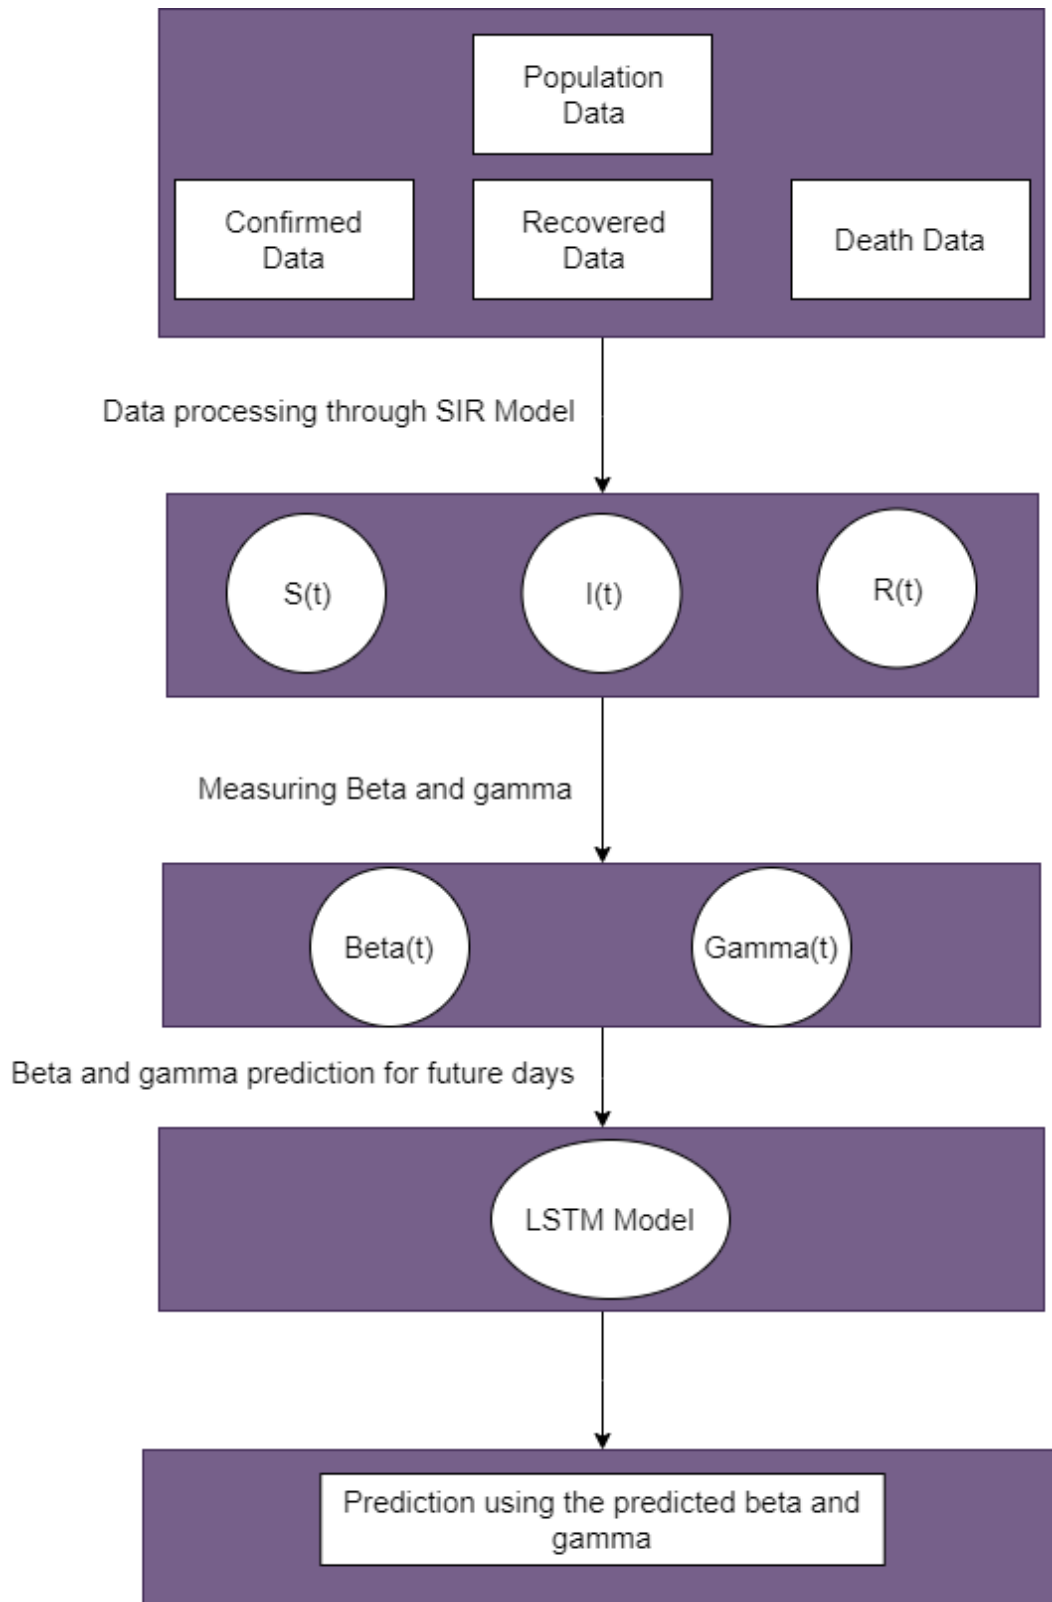 Population
Data
Confirmed
Data
Recovered
Data
Death Data
Data processing through SIR Model
S(t)
I(t)
R(t)
Measuring Beta and gamma
Beta(t)
Gamma(t)
Beta and gamma prediction for future days
LSTM Model
Prediction using the predicted beta and
gamma